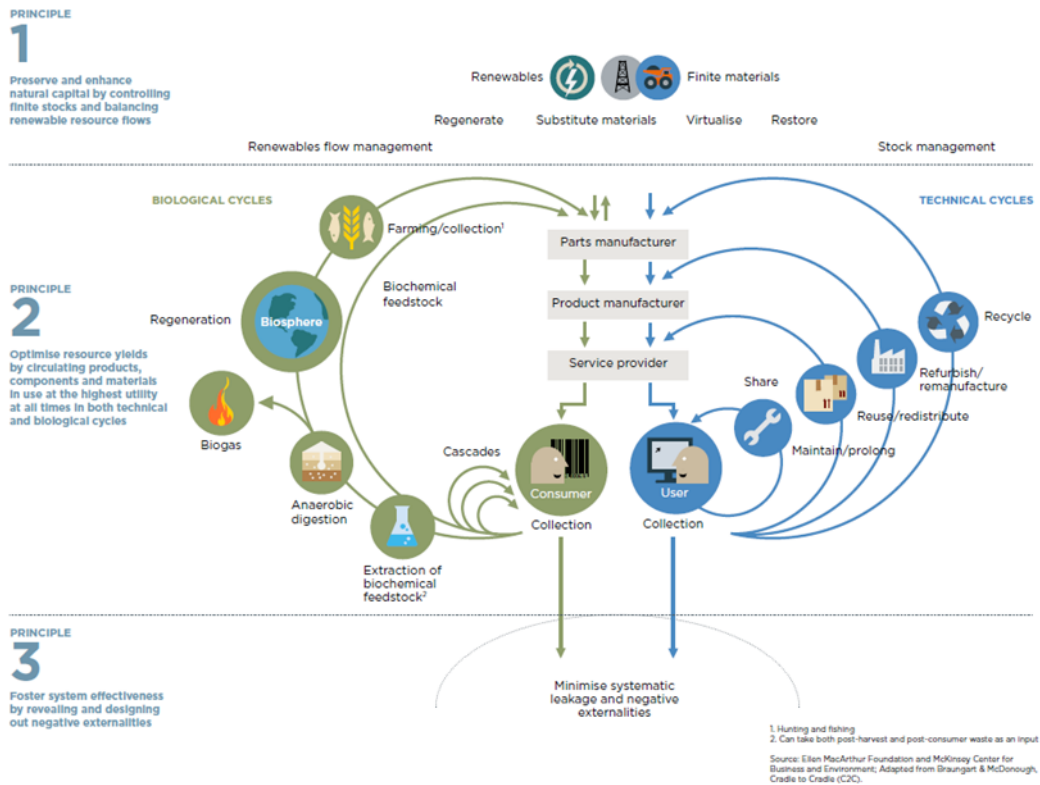 PRINCIPLE
1
Preserve and enhance
natural capital by controlling
finite stocks and balancing
renewable resource flows
Renewables
Finite materials
Regenerate
Substitute materials
Virtualise
Restore
Renewables flow management
Stock management
PRINCIPLE
2
Optimise resource yields
by circulating products,
components and materials
in use at the highest utility
at all times in both technical
and biological cycles
BIOLOGICAL CYCLES
TECHNICAL CYCLES
Farming/collection¹
Parts manufacturer
Biochemical
feedstock
Product manufacturer
Regeneration
Biosphere
Recycle
Service provider
Refurbish/
remanufacture
Share
Reuse/redistribute
Biogas
Maintain/prolong
Cascades
Consumer
User
Anaerobic
digestion
Collection
Collection
Extraction of
biochemical
feedstock²
PRINCIPLE
3
Foster system effectiveness
by revealing and designing
out negative externalities
Minimise systematic
leakage and negative
externalities
1. Hunting and fishing
2. Can take both post-harvest and post-consumer waste as an input
Source: Ellen MacArthur Foundation and McKinsey Center for
Business and Environment; Adapted from Braungart & McDonough,
Cradle to Cradle (C2C).